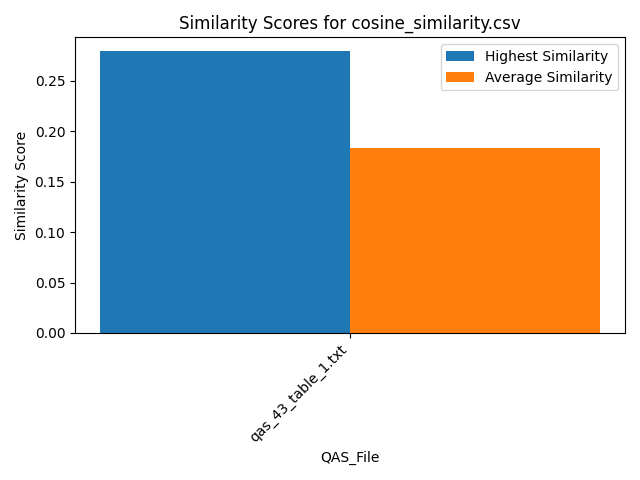 Similarity Scores for cosine_similarity.csv
Highest Similarity
Average Similarity
Similarity Score
0.25
0.20
0.15
0.10
0.05
0.00
qas_43_table_1.txt
QAS_File